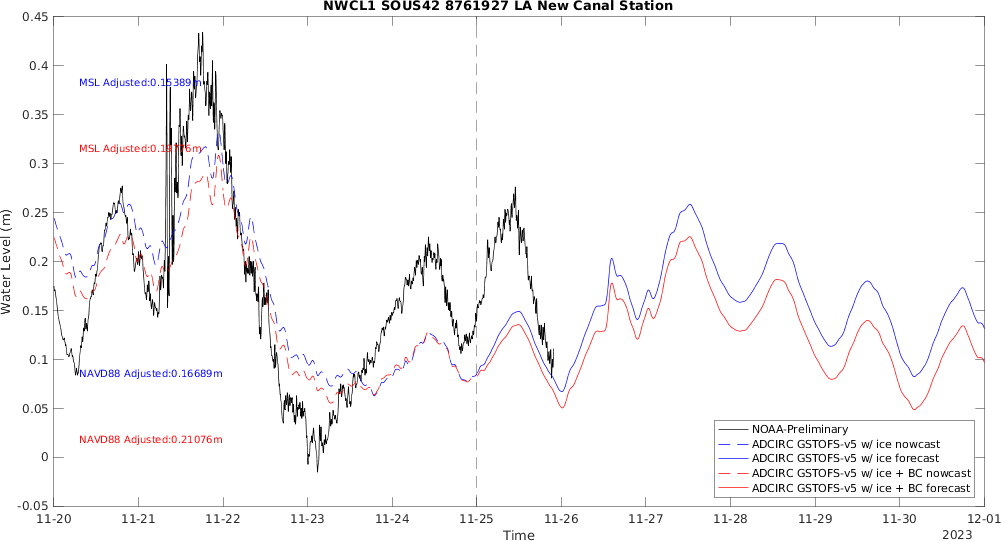 NWCL1 SOUS42 8761927 LA New Canal Station
0.45
0.4
0.35
0.3
0.25
0.2
0.15
0.1
0.05
0
-0.05
Water Level (m)
MSL Adjusted:0.15389m
MSL Adjusted:
NAVD88 Adjusted:0.16689m
NAVD88 Adjusted:0.21076m
NOAA-Preliminary
ADCIRC GSTOFS-v5 w/ ice nowcast
ADCIRC GSTOFS-v5 w/ ice forecast
ADCIRC GSTOFS-v5 w/ ice + BC nowcast
ADCIRC GSTOFS-v5 w/ ice + BC forecast
11-20 11-21 11-22 11-22 11-23 11-24 11-25 11-26 11-27 11-28 11-29 11-30 12-01
Time
2023